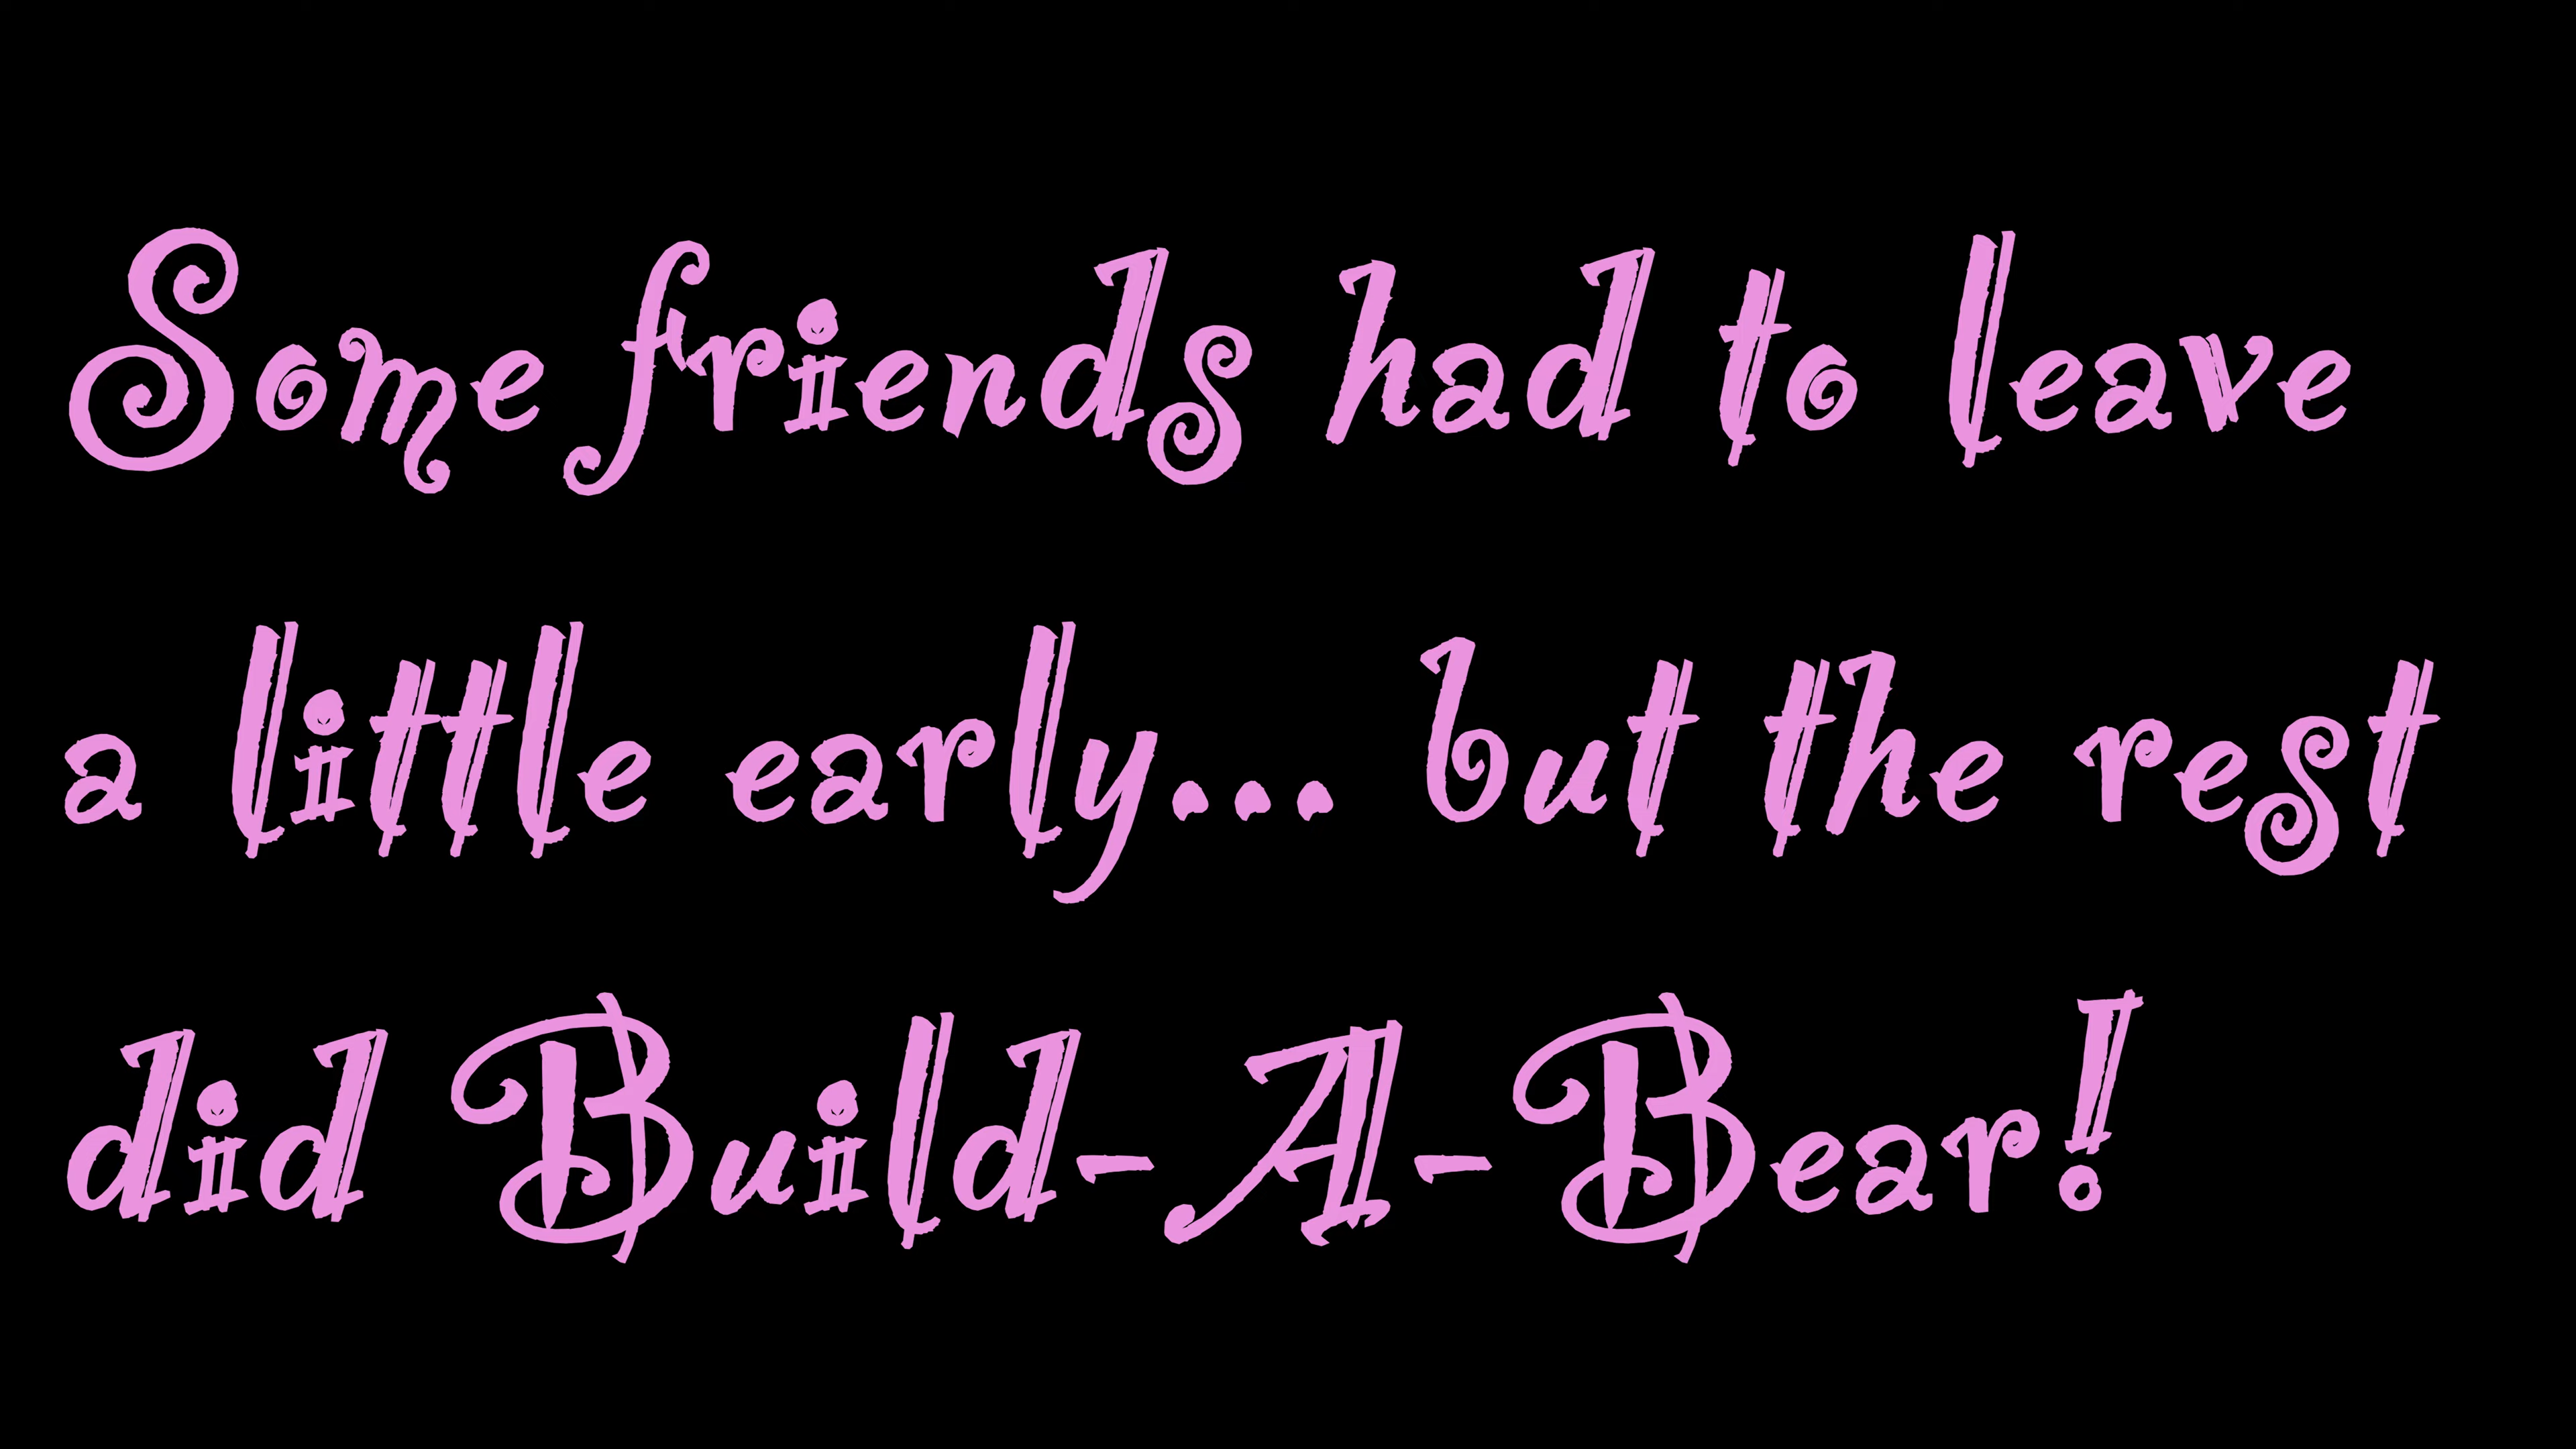 Some friends had to leave
a little early... but the rest
did Build-A-Bear!